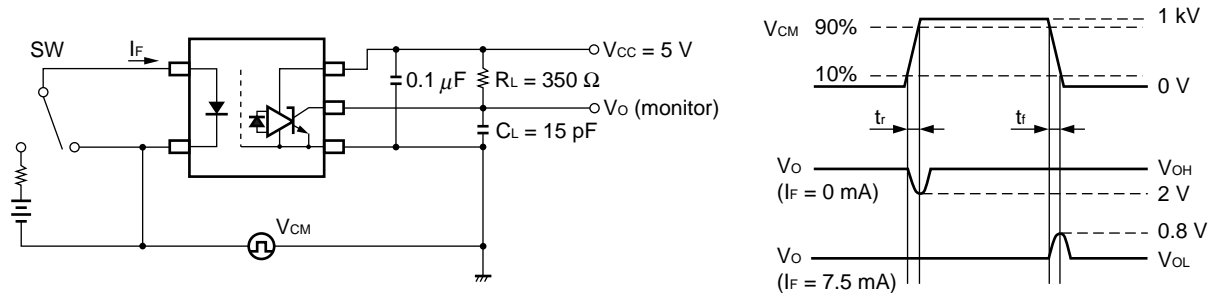 SW
IF
VCC = 5 V
0.1 μF
RL = 350 Ω
VO (monitor)
CL = 15 pF
VCM
VCM 90%
1 kV
10%
0 V
tr
tf
VO
VOH
(IF = 0 mA)
2 V
0.8 V
VO
VOL
(IF = 7.5 mA)